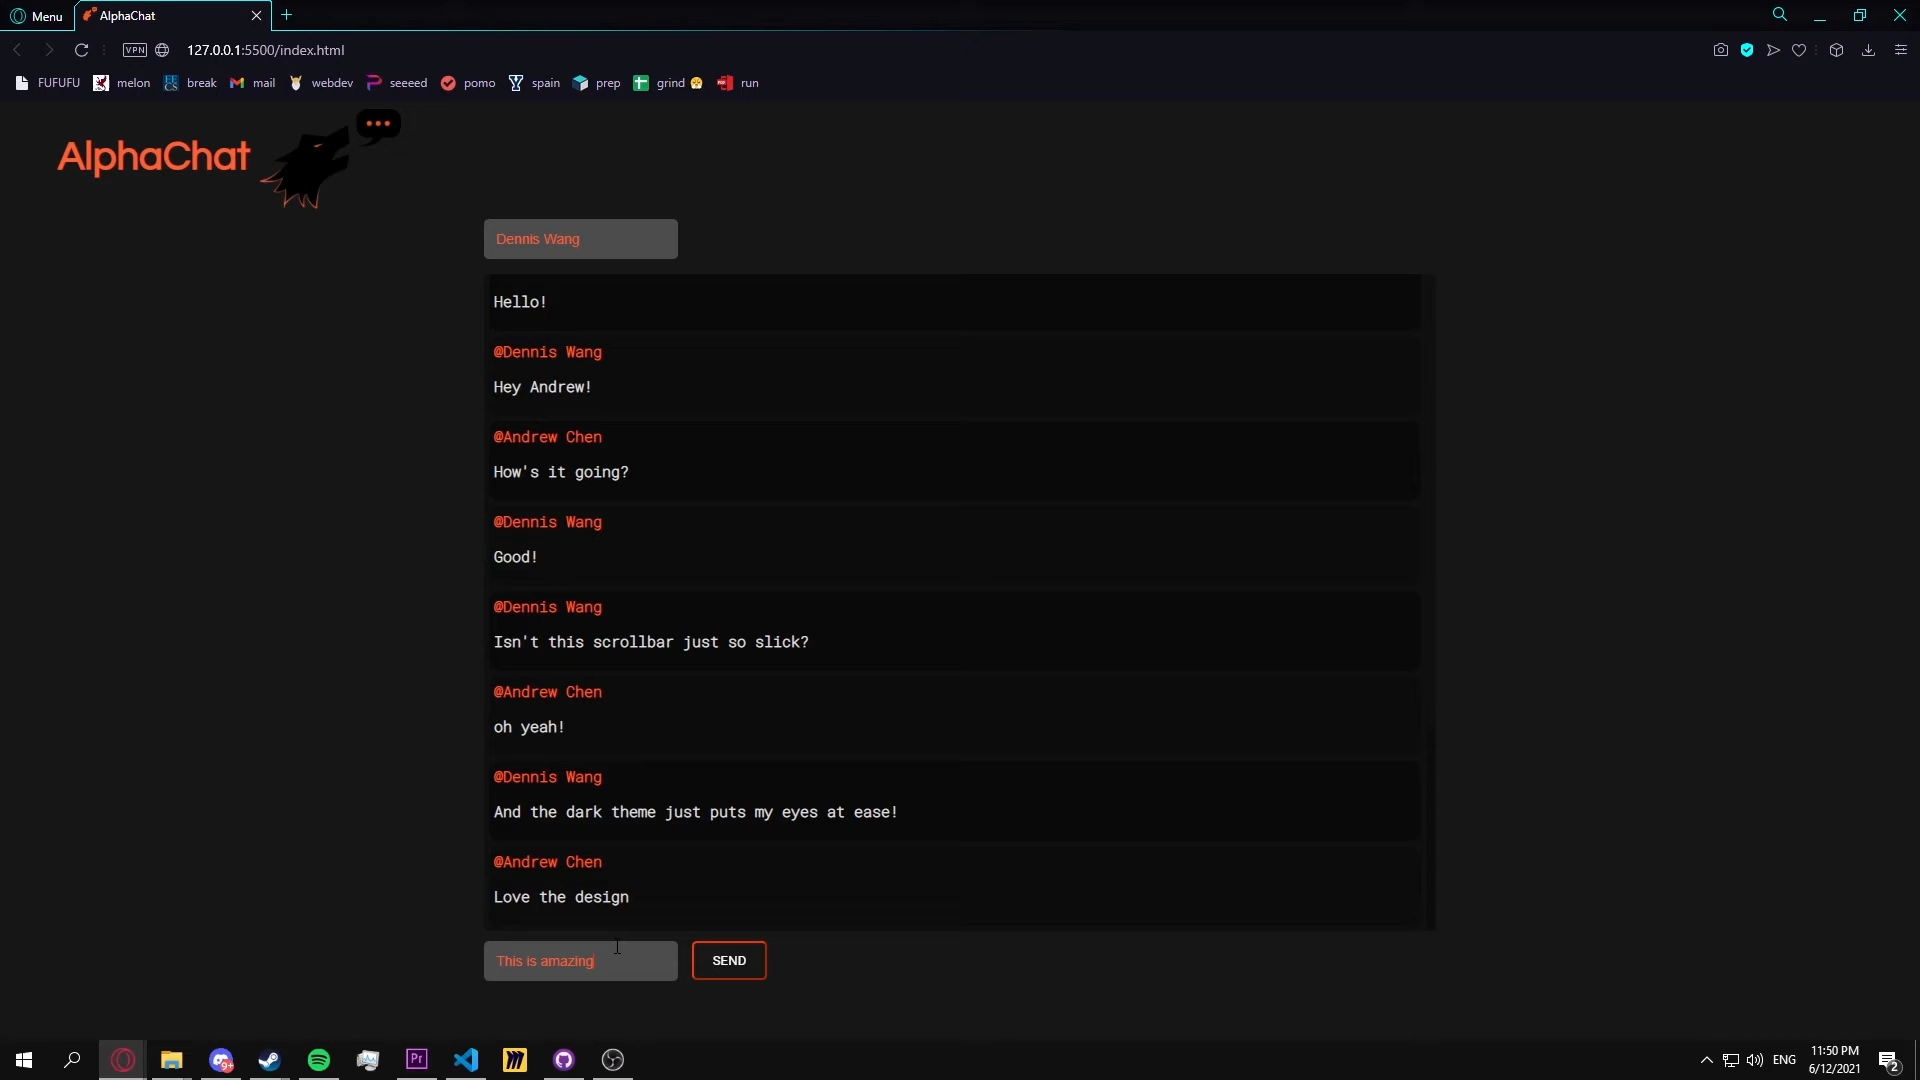 Menu
AlphaChat
VPN
127.0.0.1:5500/index.html
FUFUFU
melon
break
mail
webdev
seeeed
pomo
spain
prep
grind
run
AlphaChat
Dennis Wang
Hello!
@Dennis Wang
Hey Andrew!
@Andrew Chen
How's it going?
@Dennis Wang
Good!
@Dennis Wang
Isn't this scrollbar just so slick?
@Andrew Chen
oh yeah!
@Dennis Wang
And the dark theme just puts my eyes at ease!
@Andrew Chen
Love the design
This is amazing
SEND
9+
Pr
ENG
11:50 PM
6/12/2021
2